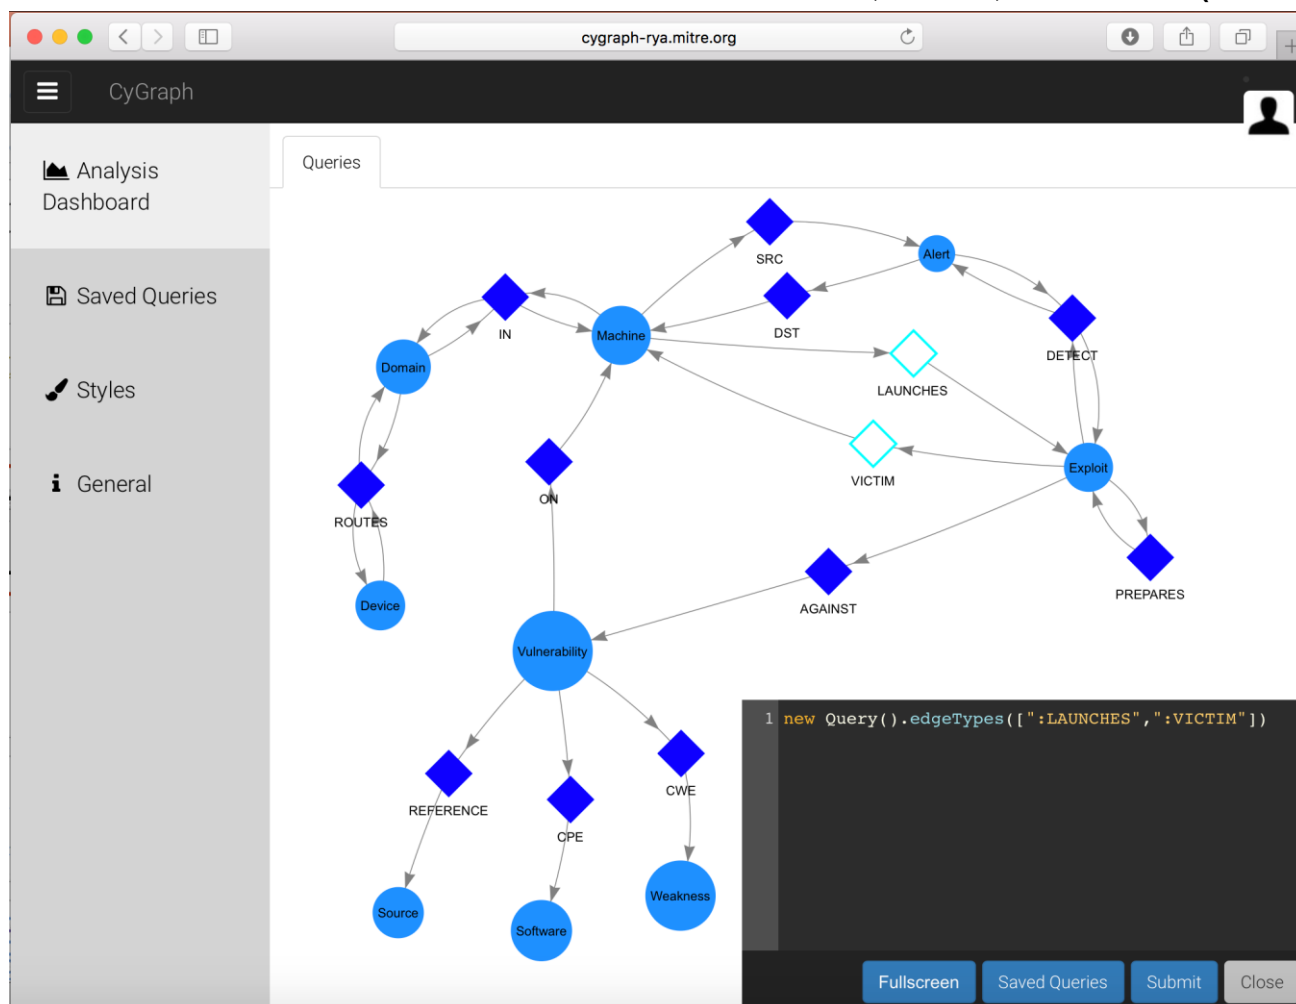 cygraph-rya.mitre.org
CyGraph
Analysis
Dashboard
Queries
Saved Queries
Styles
General
SRC
Alert
IN
DST
Machine
DETECT
Domain
LAUNCHES
VICTIM
Exploit
ON
ROUTES
PREPARES
Device
AGAINST
Vulnerability
REFERENCE
CWE
CPE
Weakness
Source
Software
1 new Query().edgeTypes([":LAUNCHES",":VICTIM"])
Fullscreen
Saved Queries
Submit
Close